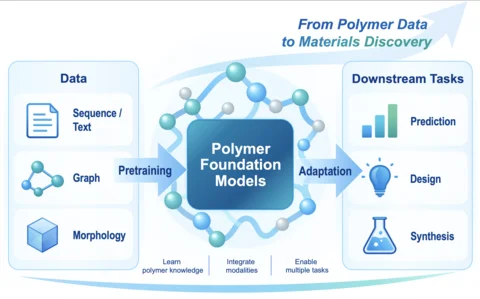 From Polymer Data
to Materials Discovery
Data
Sequence /
Text
Graph
Morphology
Pretraining
Polymer
Foundation
Models
Adaptation
Downstream Tasks
Prediction
Design
Synthesis
Learn
polymer knowledge
Integrate
modalities
Enable
multiple tasks